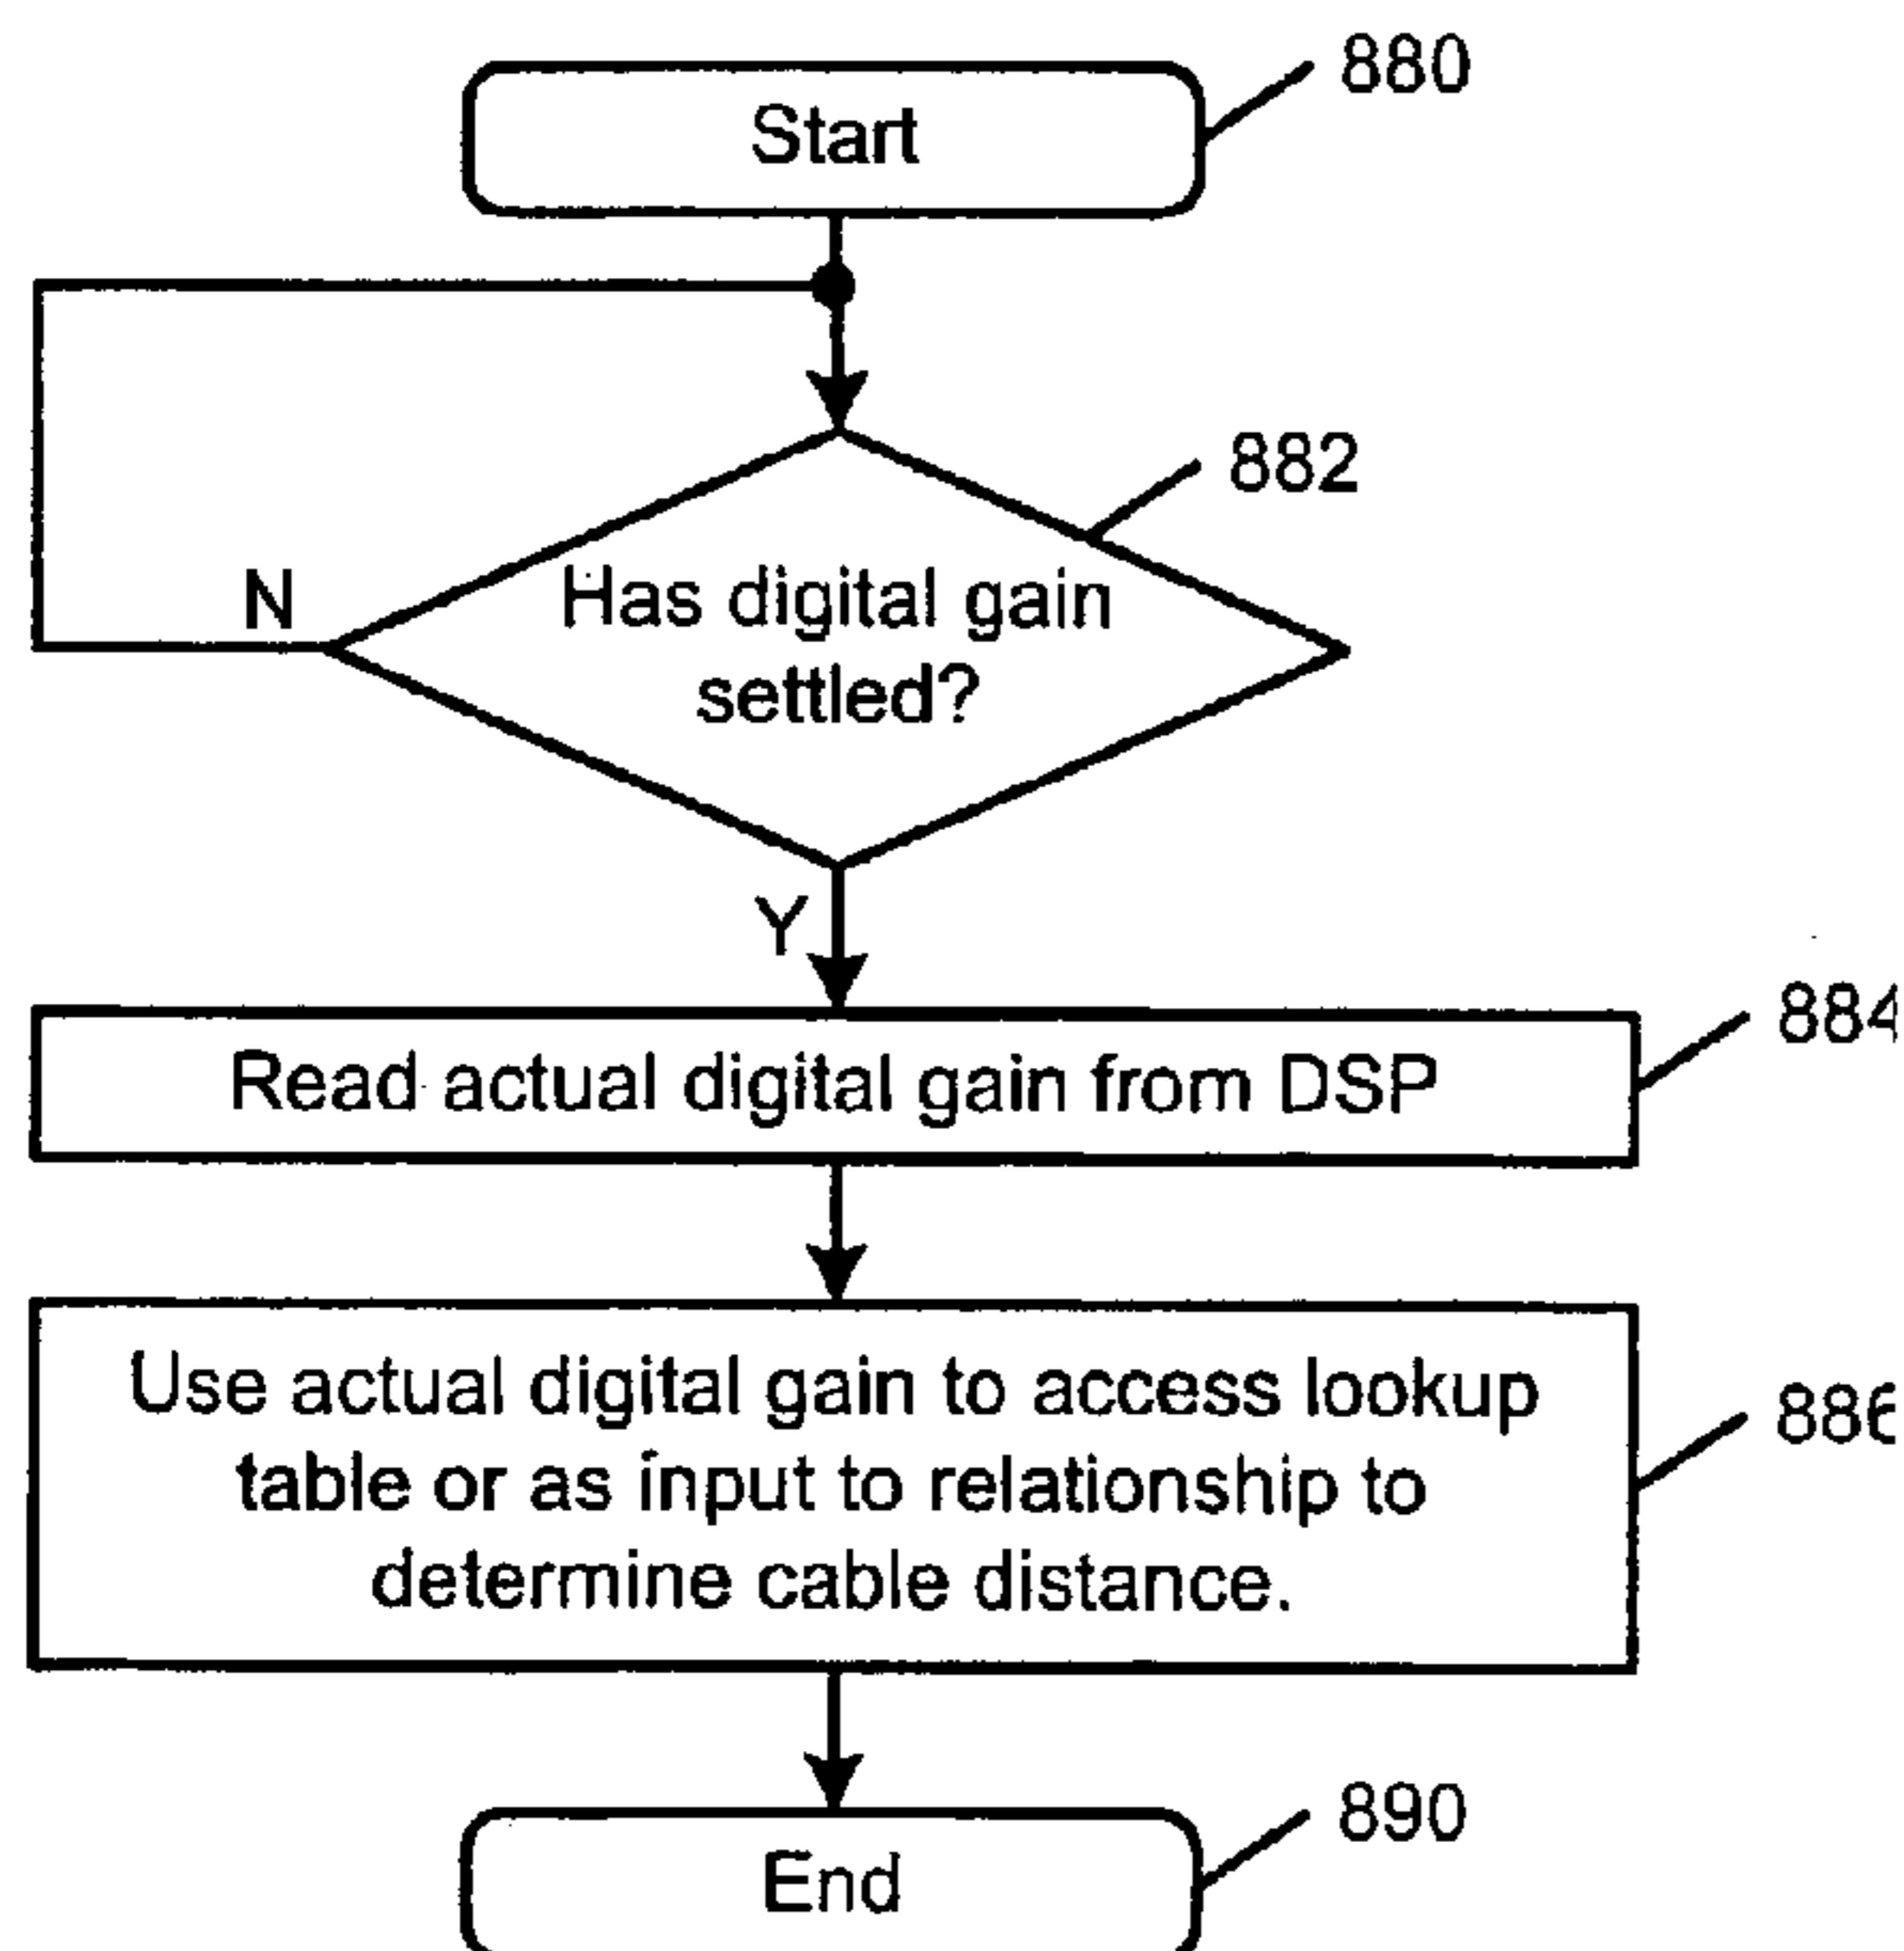 880
Start
882
N
Has digital gain
settled?
Y
884
Read actual digital gain from DSP
Use actual digital gain to access lookup
table or as input to relationship to
determine cable distance.
886
890
End